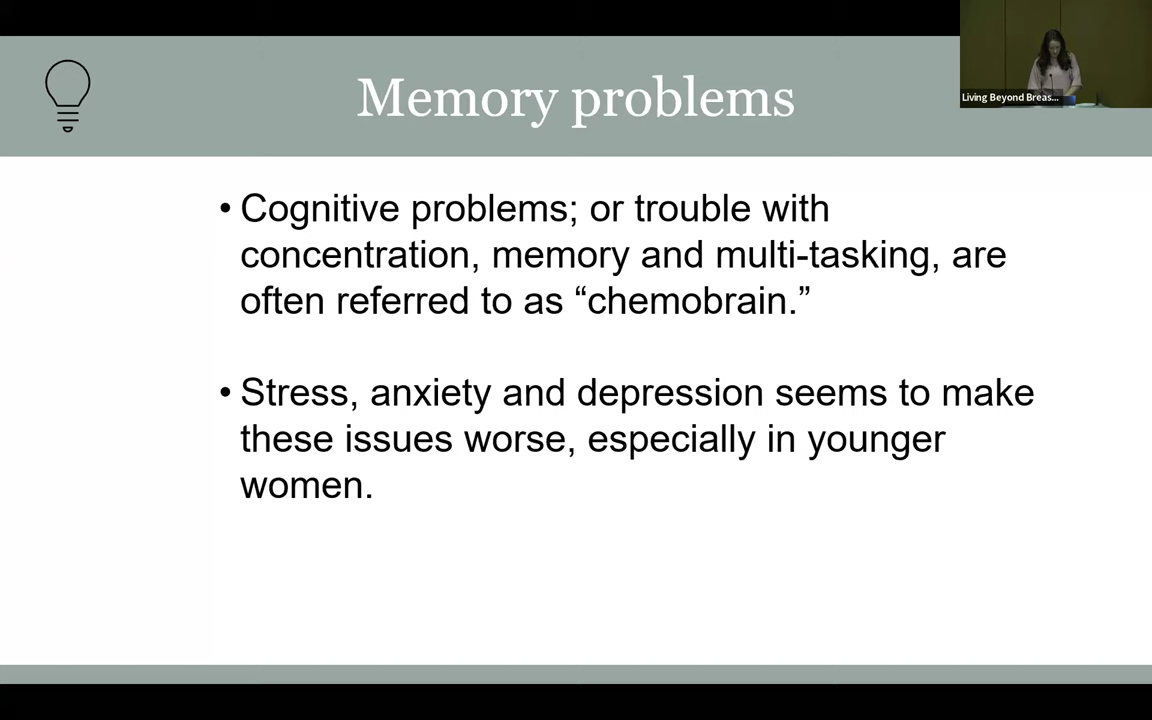 Memory problems
Living Beyond Breas...
• Cognitive problems; or trouble with
concentration, memory and multi-tasking, are
often referred to as “chemobrain.”
• Stress, anxiety and depression seems to make
these issues worse, especially in younger
women.